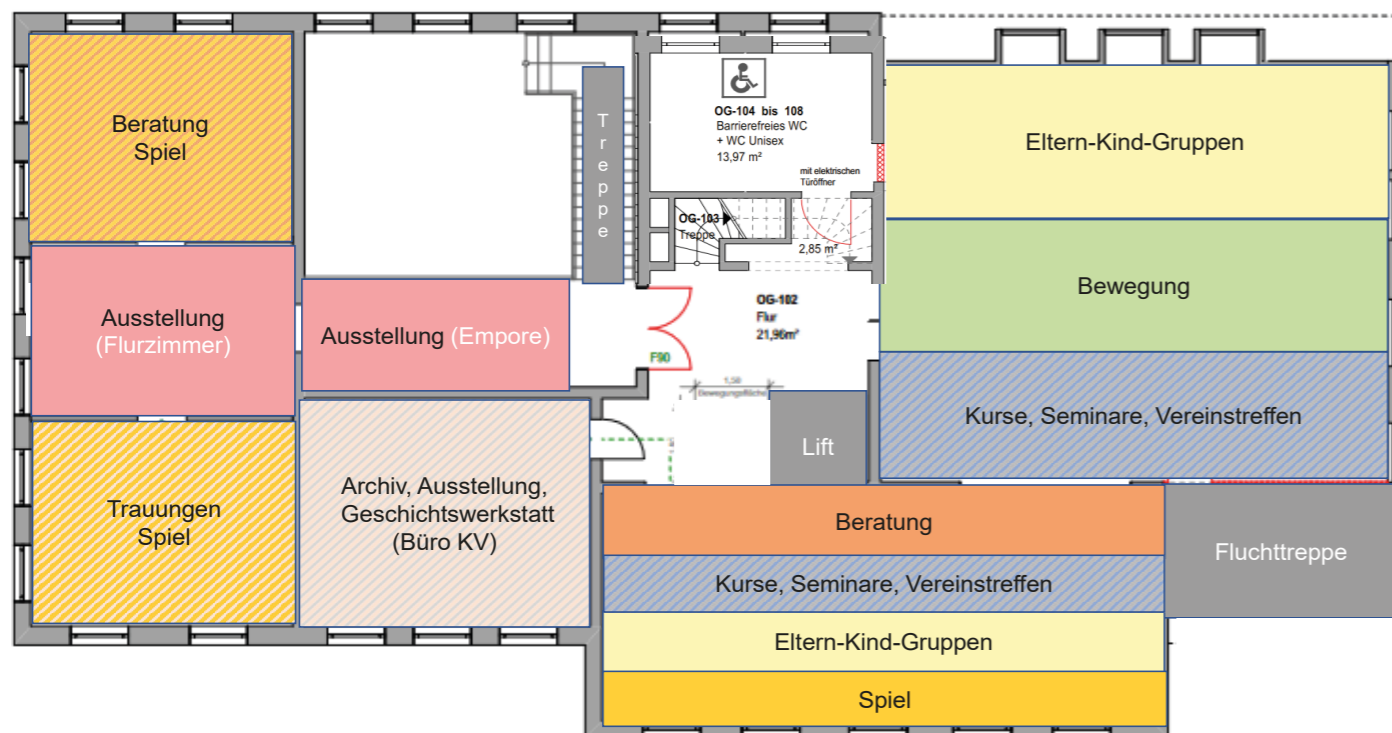 Beratung
Spiel
Treppe
OG-104 bis 108
Barrierefreies WC
+ WC Unisex
13,97 m²
mit elektrischen
Türöffner
Eltern-Kind-Gruppen
OG-103
Treppe
2,85 m²
Ausstellung
(Flurzimmer)
Ausstellung (Empore)
OG-102
Flur
21,96m²
F90
1,50
Bewegungsfläche
Bewegung
Kurse, Seminare, Vereinstreffen
Lift
Trauungen
Spiel
Archiv, Ausstellung,
Geschichtswerkstatt
(Büro KV)
Beratung
Kurse, Seminare, Vereinstreffen
Eltern-Kind-Gruppen
Spiel
Fluchttreppe